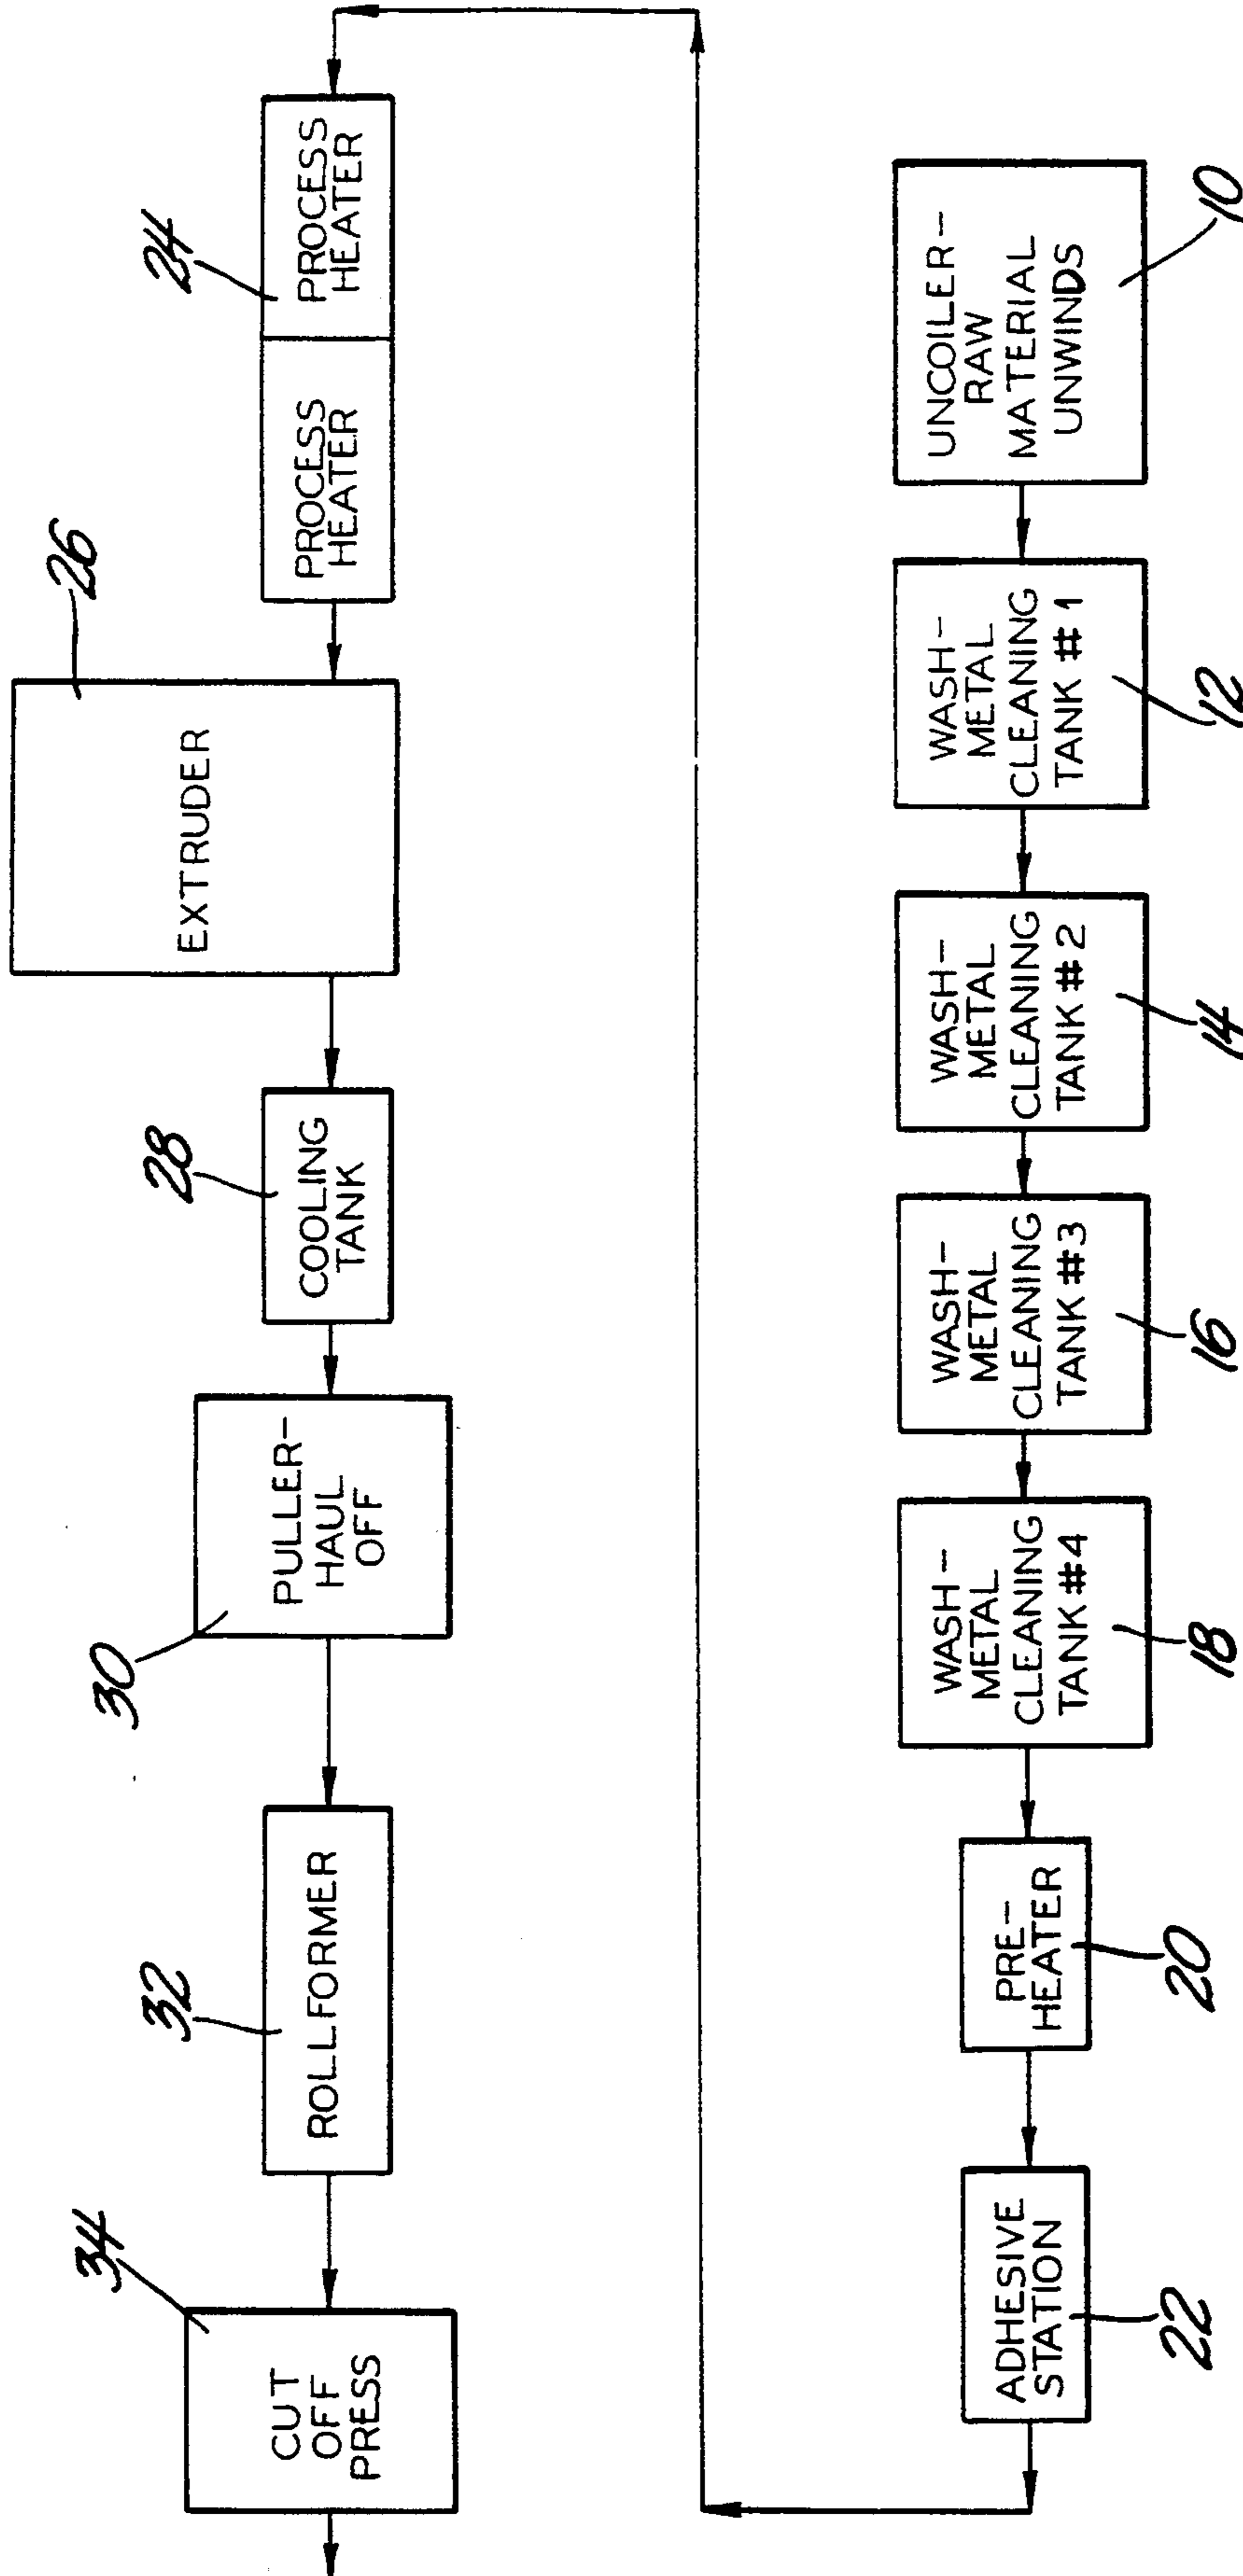 24
PROCESS
HEATER
PROCESS
HEATER
26
EXTRUDER
28
COOLING
TANK
30
PULLER-
HAUL
OFF
32
ROLL FORMER
34
CUT
OFF
PRESS
UNCOILER-
RAW
MATERIAL
UNWINDS
10
WASH-
METAL
CLEANING
TANK #1
12
WASH-
METAL
CLEANING
TANK #2
14
WASH-
METAL
CLEANING
TANK #3
16
WASH-
METAL
CLEANING
TANK #4
18
PRE-
HEATER
20
ADHESIVE
STATION
22